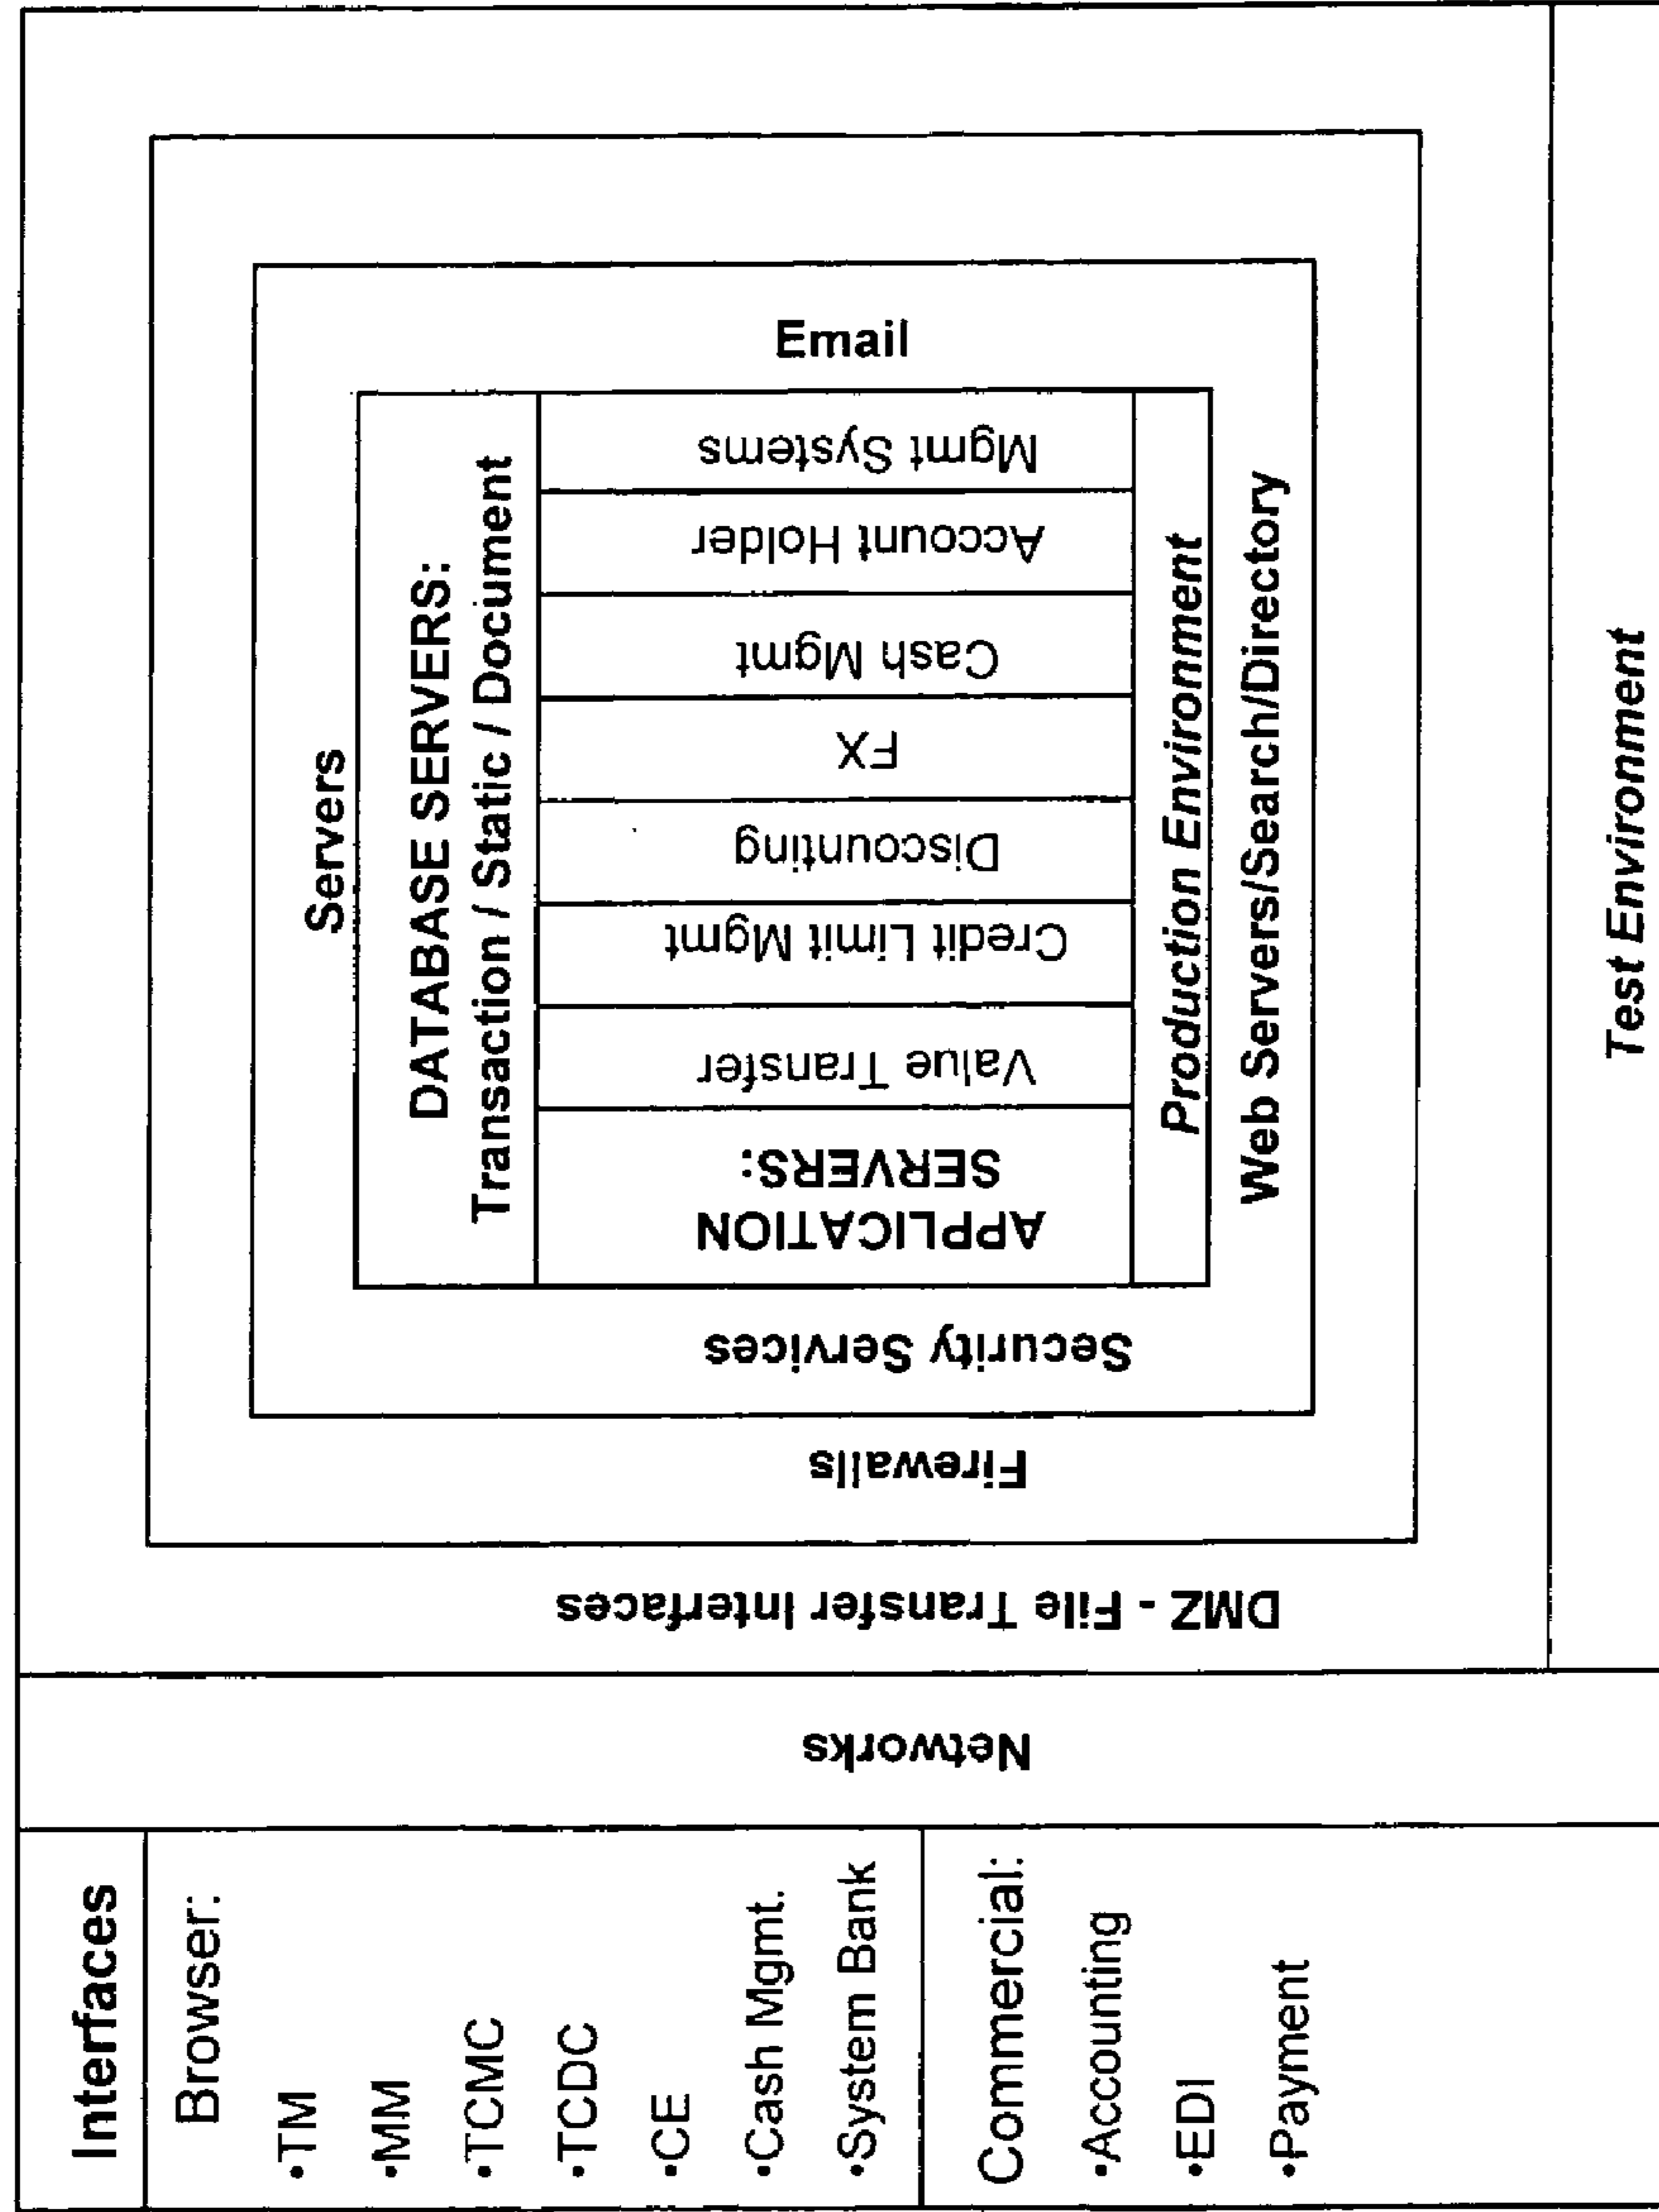 Interfaces
Browser:
•TM
•MM
•TCMC
•TCDC
•CE
•Cash Mgmt.
•System Bank
Commercial:
•Accounting
•EDI
•Payment
Networks
DMZ - File Transfer Interfaces
Firewalls
Security Services
Servers
DATABASE SERVERS:
Transaction / Static / Document
APPLICATION
SERVERS:
Value Transfer
Credit Limit Mgmt
Discounting
FX
Cash Mgmt
Account Holder
Mgmt Systems
Production Environment
Web Servers/Search/Directory
Email
Test Environment